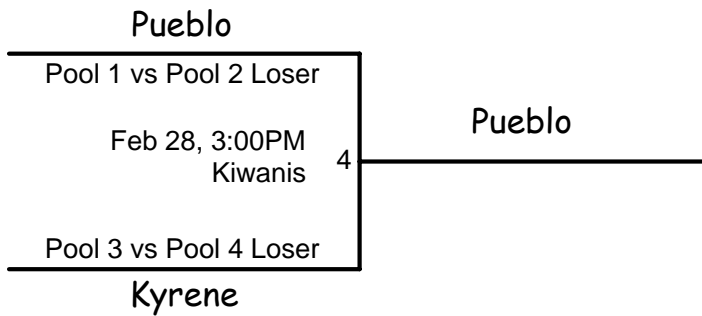 Pueblo
Pool 1 vs Pool 2 Loser
Pueblo
Feb 28, 3:00PM
4
Kiwanis
Pool 3 vs Pool 4 Loser
Kyrene